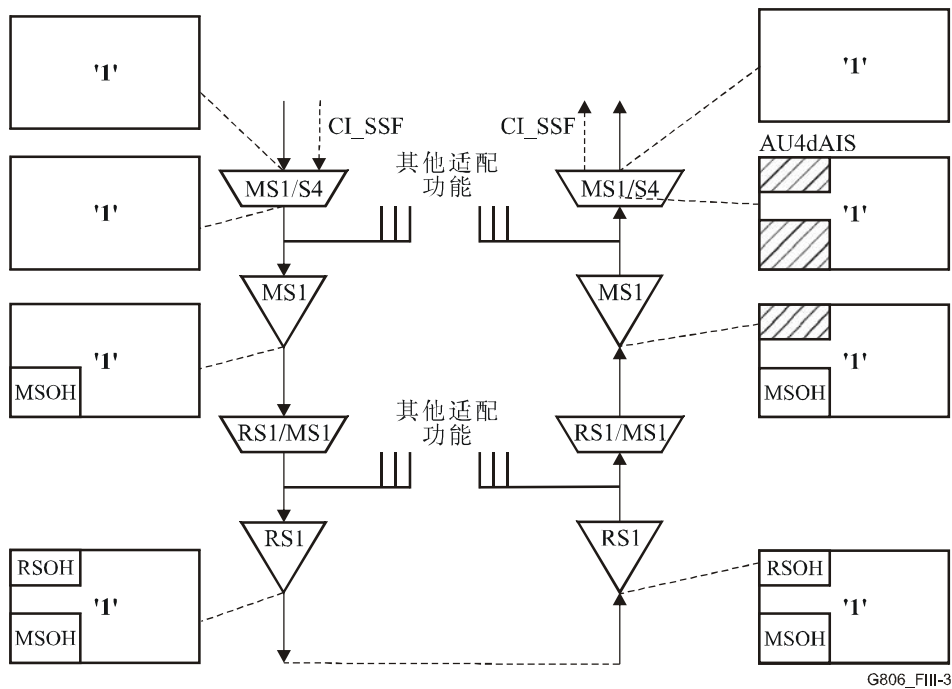 '1'
'1'
CI_SSF
CI_SSF
AU4dAIS
MS1/S4
其他适配
功能
MS1/S4
'1'
'1'
MS1
MS1
'1'
MSOH
'1'
MSOH
RS1/MS1
其他适配
功能
RS1/MS1
RS1
RS1
RSOH
'1'
MSOH
RSOH
'1'
MSOH
G806_FIII-3